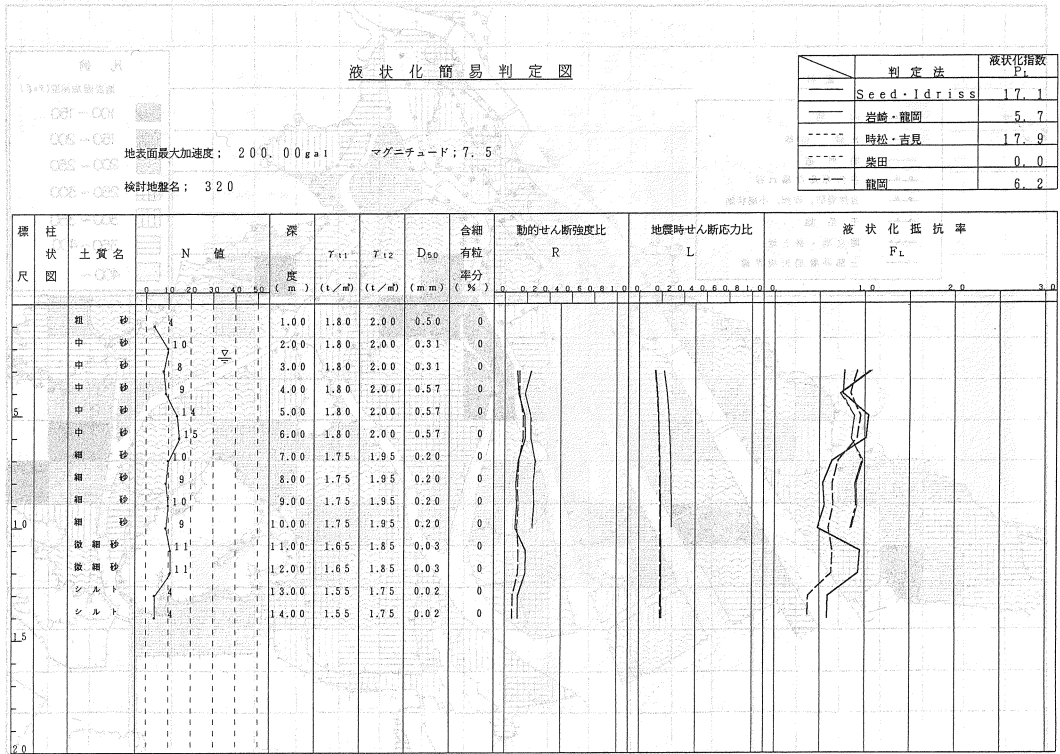 液状化簡易判定図
判定法 液状化指数 PL
Seed・Idriss 17.1
岩崎・龍岡 5.7
時松・吉見 17.9
柴田 0.0
龍岡 6.2
地表面最大加速度; 200.00gal マグニチュード; 7.5
検討地盤名; 320
標尺 柱状図 土質名 N値 深度(m) γt1(t/㎥) γt2(t/㎥) D50(mm) 細粒分含有率(%) 動的せん断強度比 R 地震時せん断応力比 L 液状化抵抗率 FL
0 10 20 30 40 50 0 0.2 0.4 0.6 0.8 1.0 0 0.2 0.4 0.6 0.8 1.0 0 1.0 2.0 3.0
粗砂 4 1.00 1.80 2.00 0.50 0
中砂 10 2.00 1.80 2.00 0.31 0
中砂 8 3.00 1.80 2.00 0.31 0
中砂 9 4.00 1.80 2.00 0.57 0
5 中砂 14 5.00 1.80 2.00 0.57 0
中砂 15 6.00 1.80 2.00 0.57 0
細砂 10 7.00 1.75 1.95 0.20 0
細砂 9 8.00 1.75 1.95 0.20 0
細砂 10 9.00 1.75 1.95 0.20 0
10 細砂 9 10.00 1.75 1.95 0.20 0
微細砂 11 11.00 1.65 1.85 0.03 0
微細砂 11 12.00 1.65 1.85 0.03 0
シルト 4 13.00 1.55 1.75 0.02 0
シルト 4 14.00 1.55 1.75 0.02 0
15
20